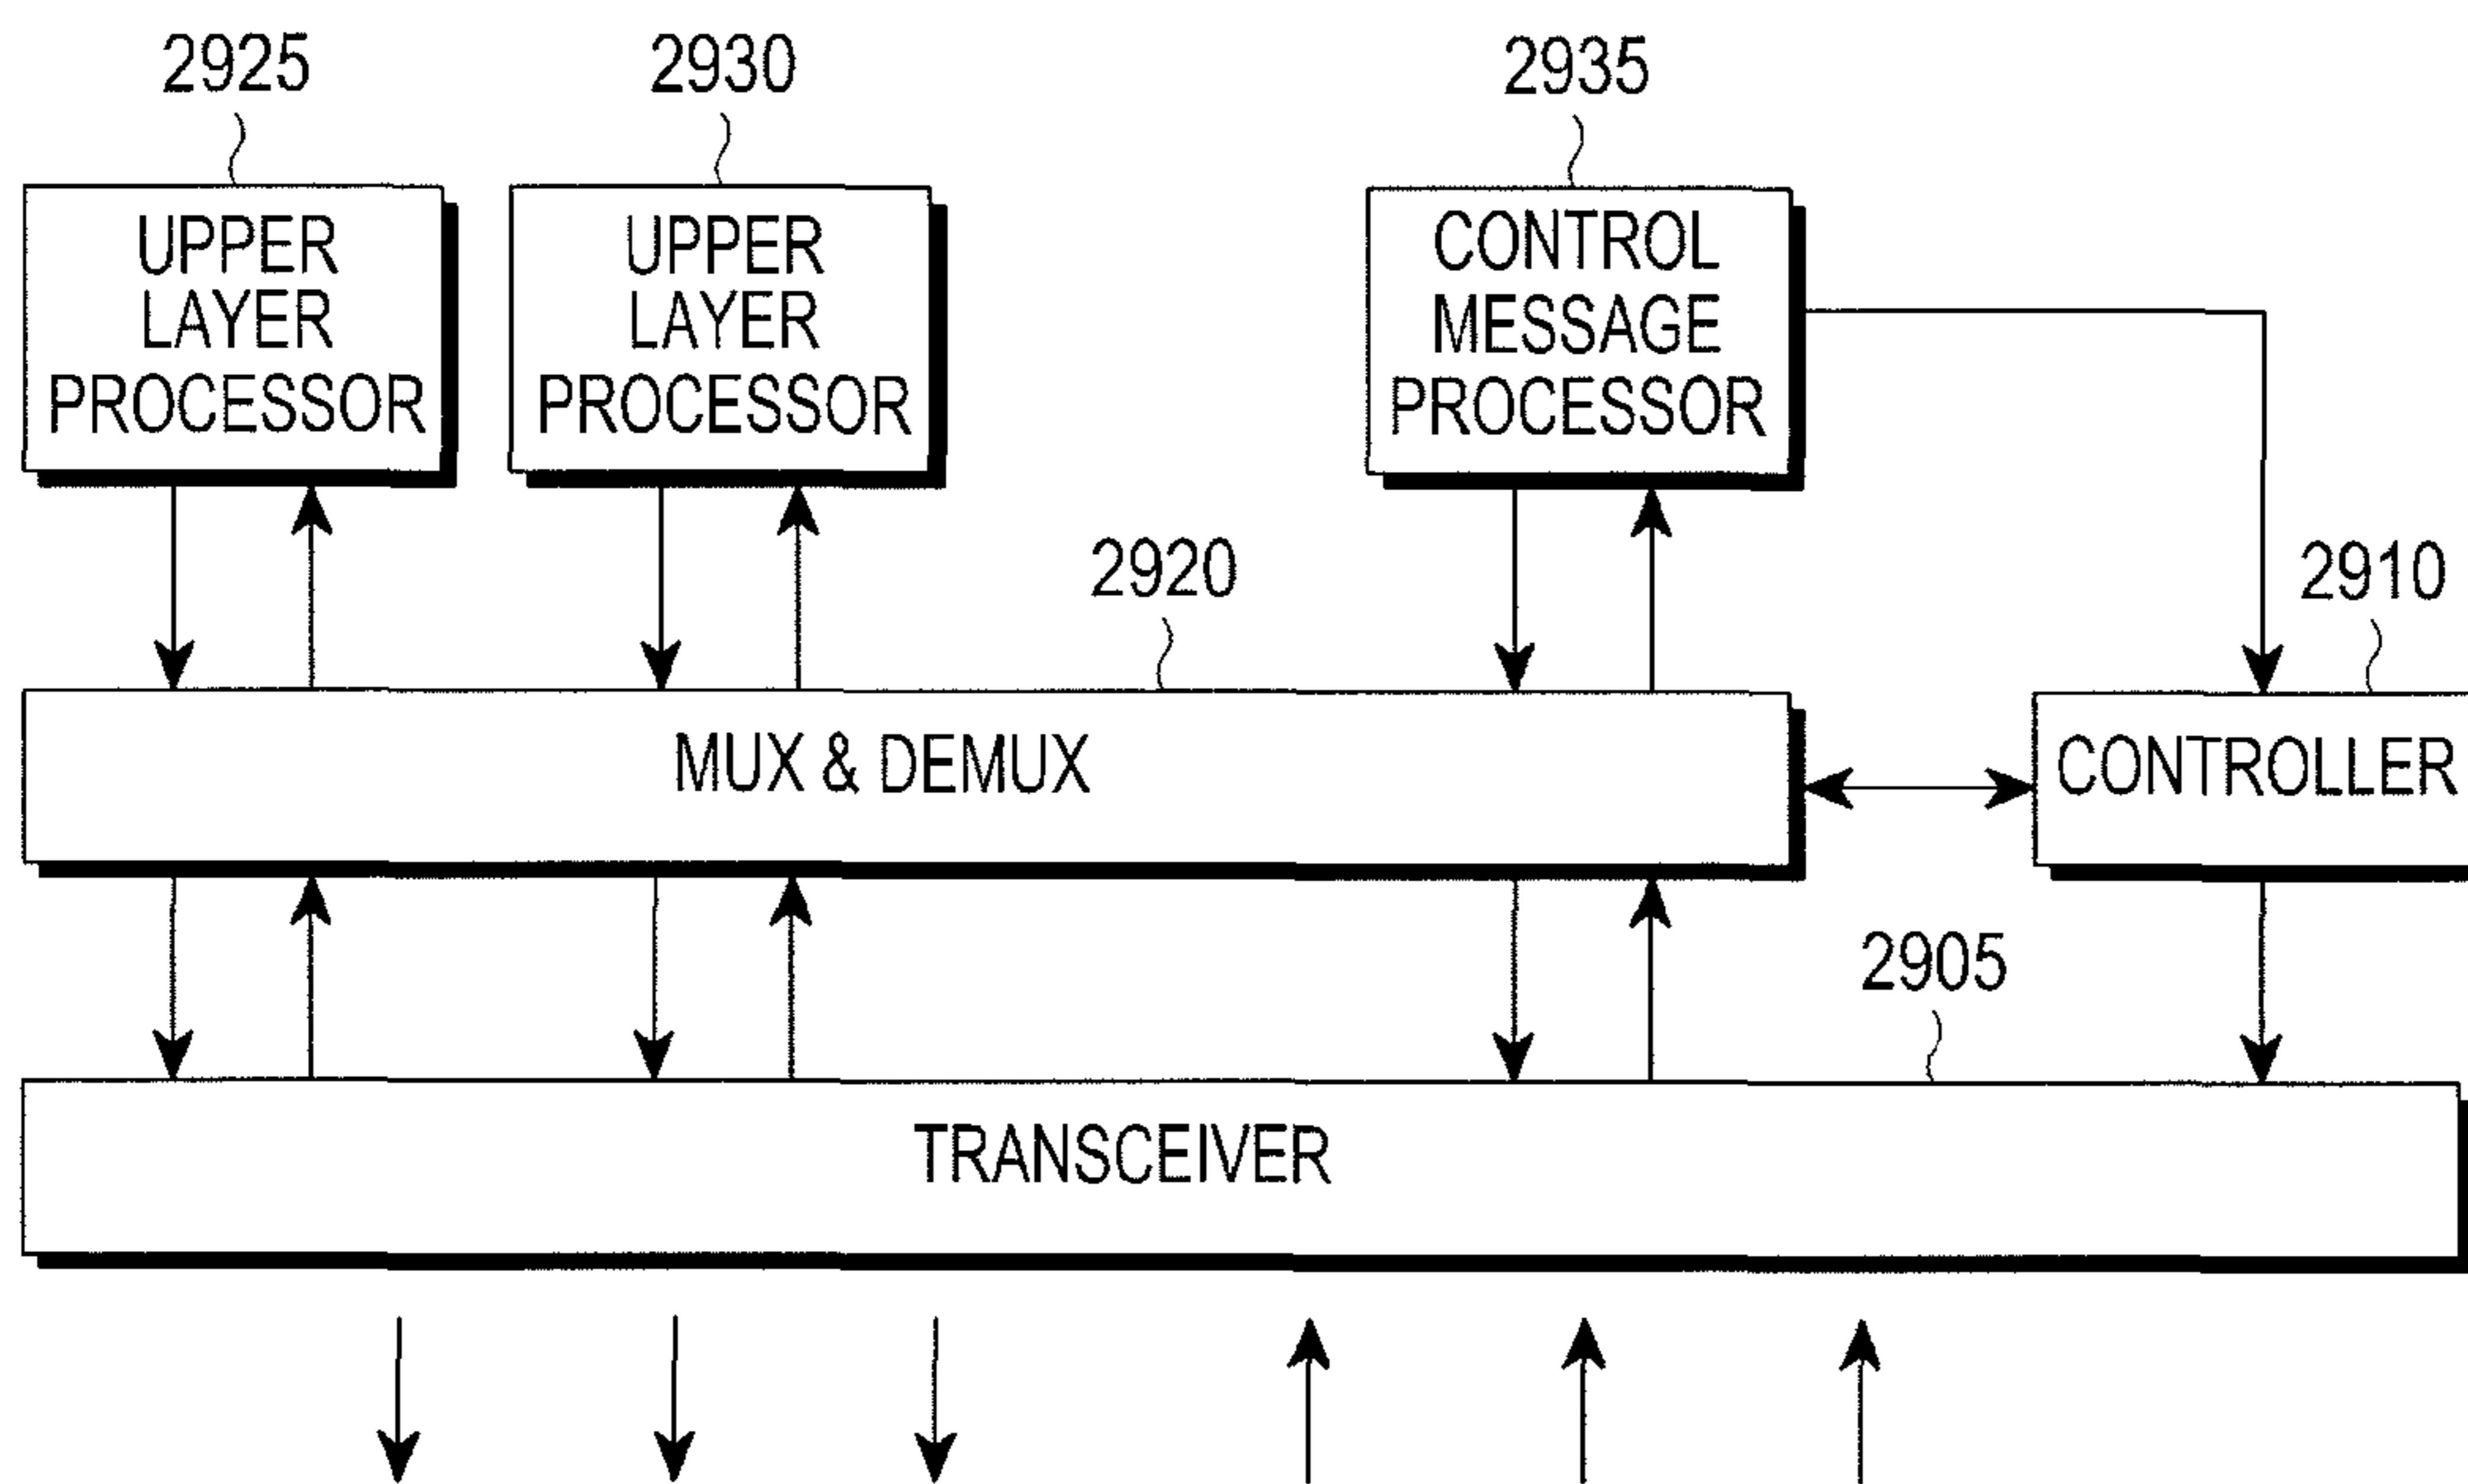 2925
2930
2935
UPPER
LAYER
PROCESSOR
UPPER
LAYER
PROCESSOR
CONTROL
MESSAGE
PROCESSOR
2920
2910
MUX & DEMUX
CONTROLLER
2905
TRANSCEIVER